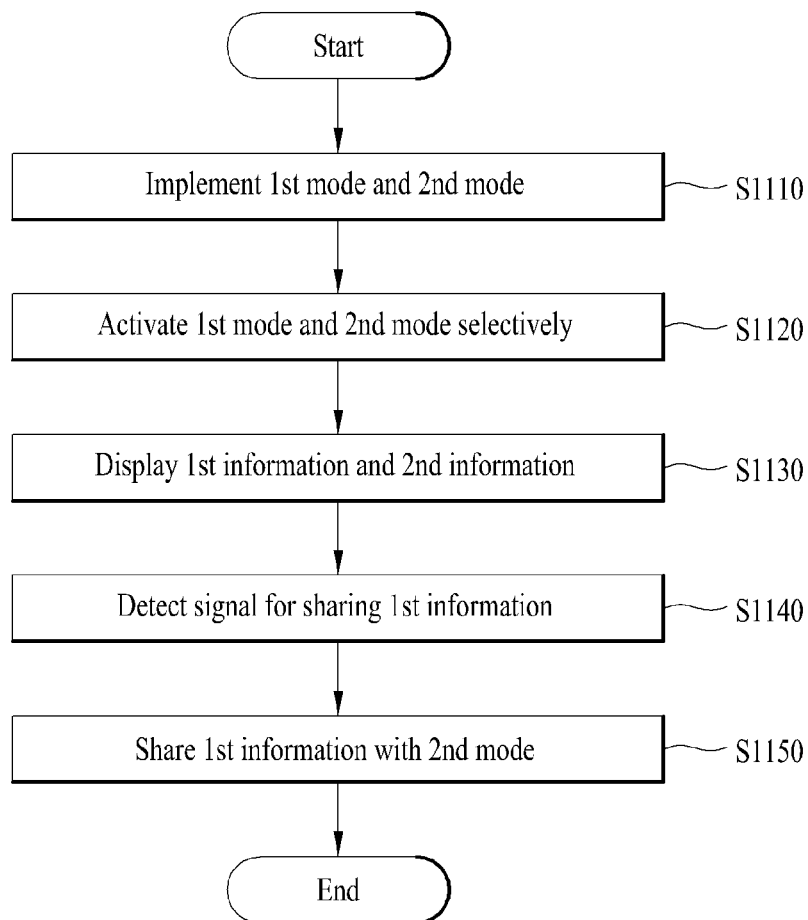 Start
Implement 1st mode and 2nd mode
S1110
Activate 1st mode and 2nd mode selectively
S1120
Display 1st information and 2nd information
S1130
Detect signal for sharing 1st information
S1140
Share 1st information with 2nd mode
S1150
End